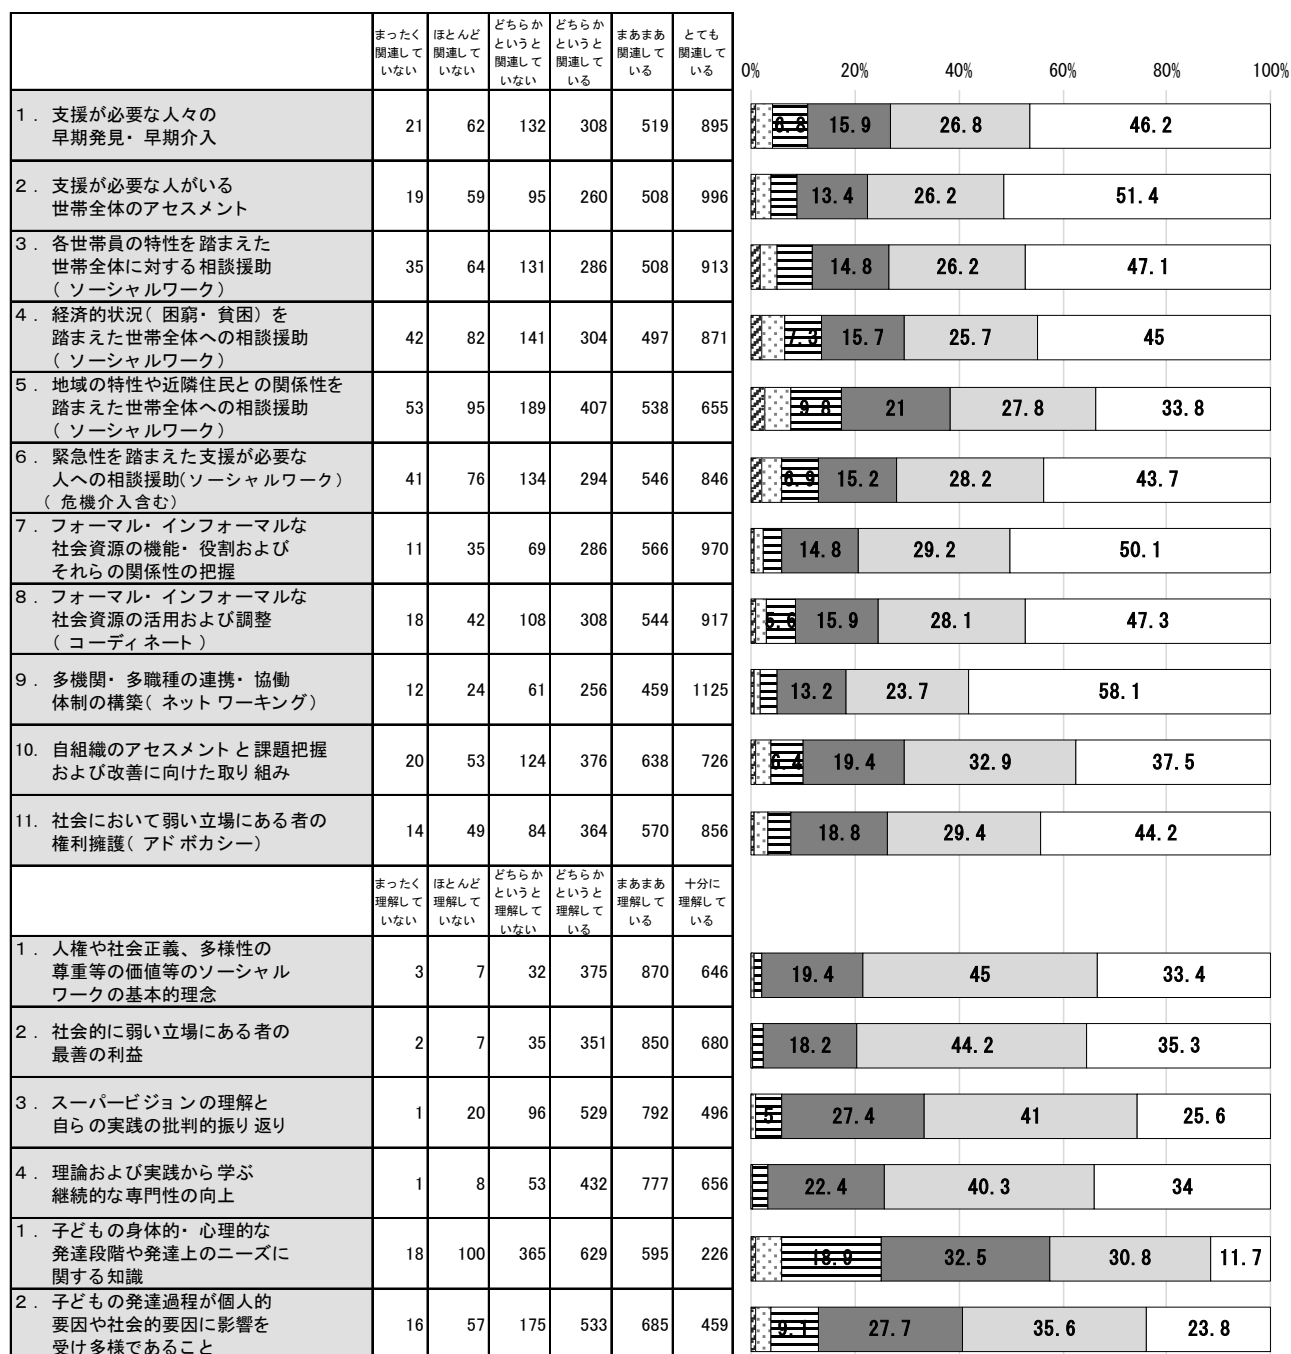 まったく 関連して いない ほとんど 関連して いない どちらか というと 関連して いない どちらか というと 関連して いる まあまあ 関連して いる とても 関連して いる
0% 20% 40% 60% 80% 100%
1．支援が必要な人々の
早期発見・早期介入
21 62 132 308 519 895
6.8 15.9 26.8 46.2
2．支援が必要な人がいる
世帯全体のアセスメント
19 59 95 260 508 996
13.4 26.2 51.4
3．各世帯員の特性を踏まえた
世帯全体に対する相談援助
（ソーシャルワーク）
35 64 131 286 508 913
14.8 26.2 47.1
4．経済的状況（困窮・貧困）を
踏まえた世帯全体への相談援助
（ソーシャルワーク）
42 82 141 304 497 871
7.3 15.7 25.7 45
5．地域の特性や近隣住民との関係性を
踏まえた世帯全体への相談援助
（ソーシャルワーク）
53 95 189 407 538 655
9.8 21 27.8 33.8
6．緊急性を踏まえた支援が必要な
人への相談援助(ソーシャルワーク）
（危機介入含む）
41 76 134 294 546 846
6.9 15.2 28.2 43.7
7．フォーマル・インフォーマルな
社会資源の機能・役割および
それらの関係性の把握
11 35 69 286 566 970
14.8 29.2 50.1
8．フォーマル・インフォーマルな
社会資源の活用および調整
（コーディネート）
18 42 108 308 544 917
5.6 15.9 28.1 47.3
9．多機関・多職種の連携・協働
体制の構築（ネットワーキング）
12 24 61 256 459 1125
13.2 23.7 58.1
10．自組織のアセスメントと課題把握
および改善に向けた取り組み
20 53 124 376 638 726
6.4 19.4 32.9 37.5
11．社会において弱い立場にある者の
権利擁護（アドボカシー）
14 49 84 364 570 856
18.8 29.4 44.2
まったく 理解して いない ほとんど 理解して いない どちらか というと 理解して いない どちらか というと 理解して いる まあまあ 理解して いる 十分に 理解して いる
1．人権や社会正義、多様性の
尊重等の価値等のソーシャル
ワークの基本的理念
3 7 32 375 870 646
19.4 45 33.4
2．社会的に弱い立場にある者の
最善の利益
2 7 35 351 850 680
18.2 44.2 35.3
3．スーパービジョンの理解と
自らの実践の批判的振り返り
1 20 96 529 792 496
5 27.4 41 25.6
4．理論および実践から学ぶ
継続的な専門性の向上
1 8 53 432 777 656
22.4 40.3 34
1．子どもの身体的・心理的な
発達段階や発達上のニーズに
関する知識
18 100 365 629 595 226
18.9 32.5 30.8 11.7
2．子どもの発達過程が個人的
要因や社会的要因に影響を
受け多様であること
16 57 175 533 685 459
9.1 27.7 35.6 23.8